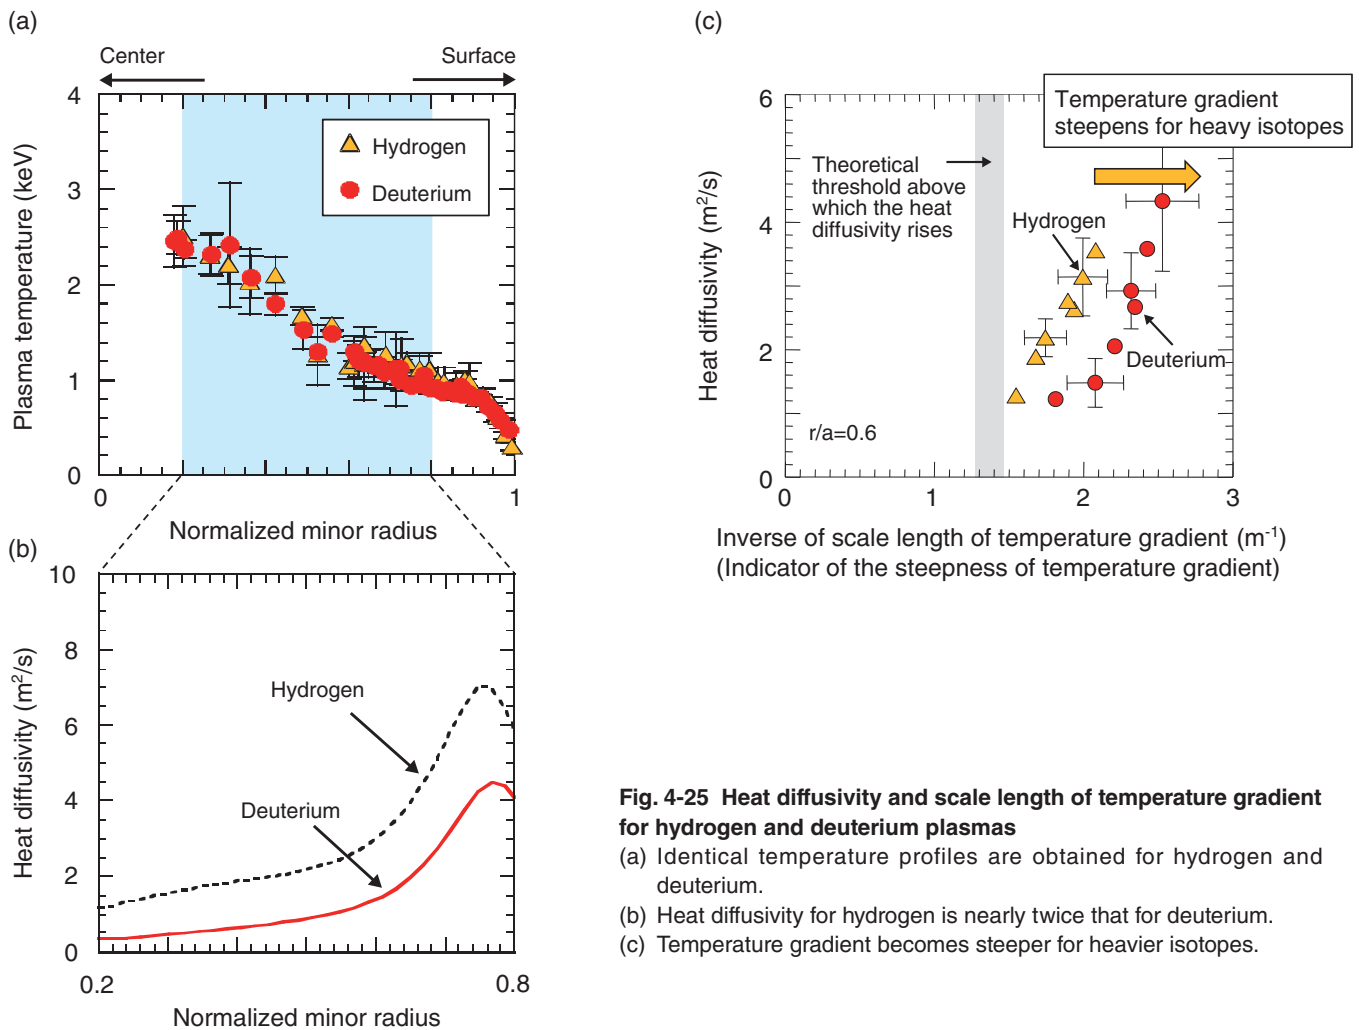 (a)
Center
Surface
4
3
2
1
0
Plasma temperature (keV)
Hydrogen
Deuterium
0
1
Normalized minor radius
(b)
10
8
6
4
2
0
Heat diffusivity (m²/s)
Hydrogen
Deuterium
0.2
0.8
Normalized minor radius
(c)
6
4
2
0
Heat diffusivity (m²/s)
Temperature gradient
steepens for heavy isotopes
Theoretical
threshold above
which the heat
diffusivity rises
Hydrogen
Deuterium
r/a=0.6
0
1
2
3
Inverse of scale length of temperature gradient (m⁻¹)
(Indicator of the steepness of temperature gradient)
Fig. 4-25 Heat diffusivity and scale length of temperature gradient
for hydrogen and deuterium plasmas
(a) Identical temperature profiles are obtained for hydrogen and
deuterium.
(b) Heat diffusivity for hydrogen is nearly twice that for deuterium.
(c) Temperature gradient becomes steeper for heavier isotopes.